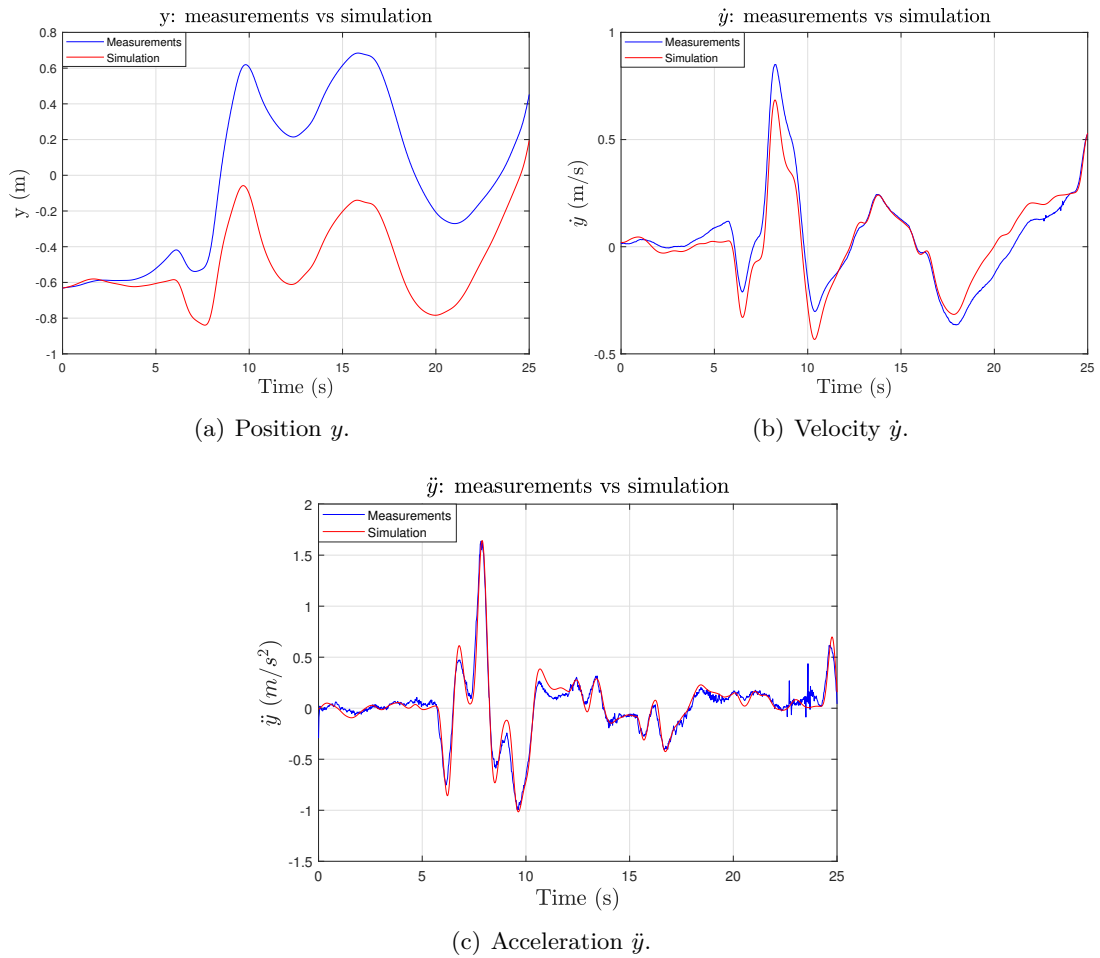 y: measurements vs simulation
Measurements
Simulation
0.8
0.6
0.4
0.2
0
-0.2
-0.4
-0.6
-0.8
-1
y (m)
0 5 10 15 20 25
Time (s)
(a) Position y.
ẏ: measurements vs simulation
Measurements
Simulation
1
0.5
0
-0.5
ẏ (m/s)
0 5 10 15 20 25
Time (s)
(b) Velocity ẏ.
ÿ: measurements vs simulation
Measurements
Simulation
2
1.5
1
0.5
0
-0.5
-1
-1.5
ÿ (m/s²)
0 5 10 15 20 25
Time (s)
(c) Acceleration ÿ.